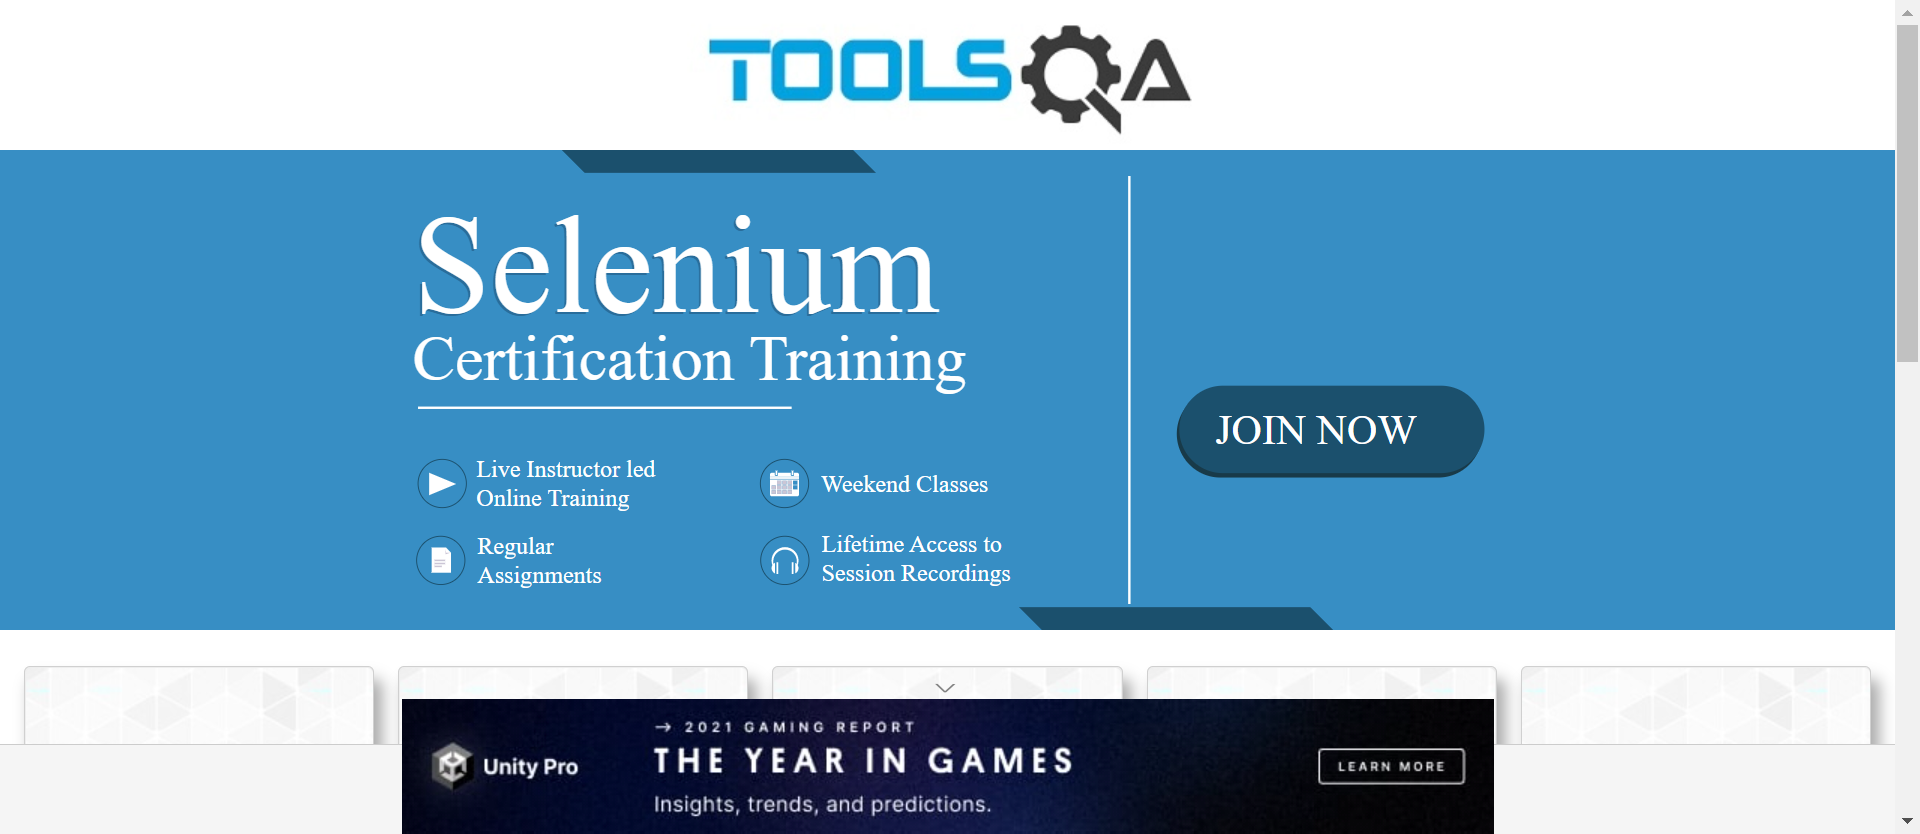 TOOLSQA
Selenium
Certification Training
Live Instructor led
Online Training
Weekend Classes
Regular
Assignments
Lifetime Access to
Session Recordings
JOIN NOW
→ 2021 GAMING REPORT
THE YEAR IN GAMES
Insights, trends, and predictions.
Unity Pro
LEARN MORE